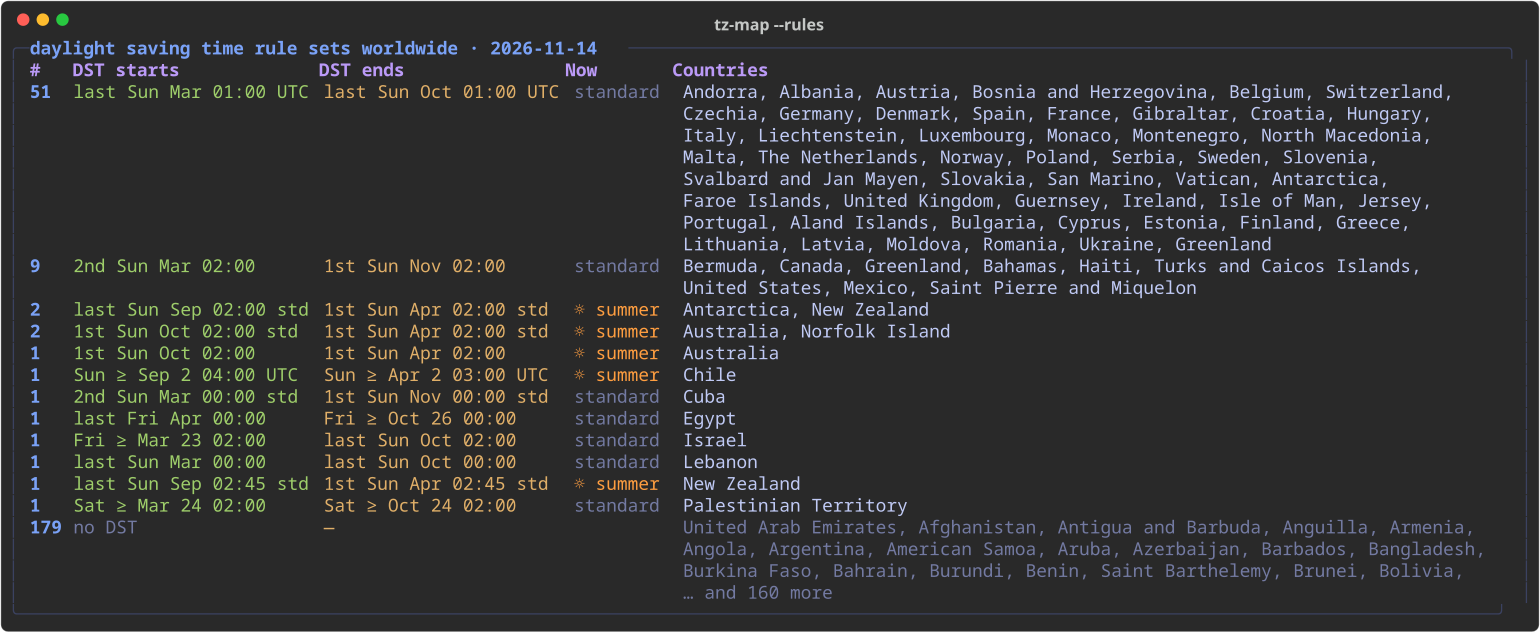 tz-map --rules
daylight saving time rule sets worldwide · 2026-11-14
# DST starts DST ends Now Countries
51 last Sun Mar 01:00 UTC last Sun Oct 01:00 UTC standard Andorra, Albania, Austria, Bosnia and Herzegovina, Belgium, Switzerland,
Czechia, Germany, Denmark, Spain, France, Gibraltar, Croatia, Hungary,
Italy, Liechtenstein, Luxembourg, Monaco, Montenegro, North Macedonia,
Malta, The Netherlands, Norway, Poland, Serbia, Sweden, Slovenia,
Svalbard and Jan Mayen, Slovakia, San Marino, Vatican, Antarctica,
Faroe Islands, United Kingdom, Guernsey, Ireland, Isle of Man, Jersey,
Portugal, Aland Islands, Bulgaria, Cyprus, Estonia, Finland, Greece,
Lithuania, Latvia, Moldova, Romania, Ukraine, Greenland
9 2nd Sun Mar 02:00 1st Sun Nov 02:00 standard Bermuda, Canada, Greenland, Bahamas, Haiti, Turks and Caicos Islands,
United States, Mexico, Saint Pierre and Miquelon
2 last Sun Sep 02:00 std 1st Sun Apr 02:00 std ☼ summer Antarctica, New Zealand
2 1st Sun Oct 02:00 std 1st Sun Apr 02:00 std ☼ summer Australia, Norfolk Island
1 1st Sun Oct 02:00 1st Sun Apr 02:00 ☼ summer Australia
1 Sun ≥ Sep 2 04:00 UTC Sun ≥ Apr 2 03:00 UTC ☼ summer Chile
1 2nd Sun Mar 00:00 std 1st Sun Nov 00:00 std standard Cuba
1 last Fri Apr 00:00 Fri ≥ Oct 26 00:00 standard Egypt
1 Fri ≥ Mar 23 02:00 last Sun Oct 02:00 standard Israel
1 last Sun Mar 00:00 last Sun Oct 00:00 standard Lebanon
1 last Sun Sep 02:45 std 1st Sun Apr 02:45 std ☼ summer New Zealand
1 Sat ≥ Mar 24 02:00 Sat ≥ Oct 24 02:00 standard Palestinian Territory
179 no DST — United Arab Emirates, Afghanistan, Antigua and Barbuda, Anguilla, Armenia,
Angola, Argentina, American Samoa, Aruba, Azerbaijan, Barbados, Bangladesh,
Burkina Faso, Bahrain, Burundi, Benin, Saint Barthelemy, Brunei, Bolivia,
… and 160 more